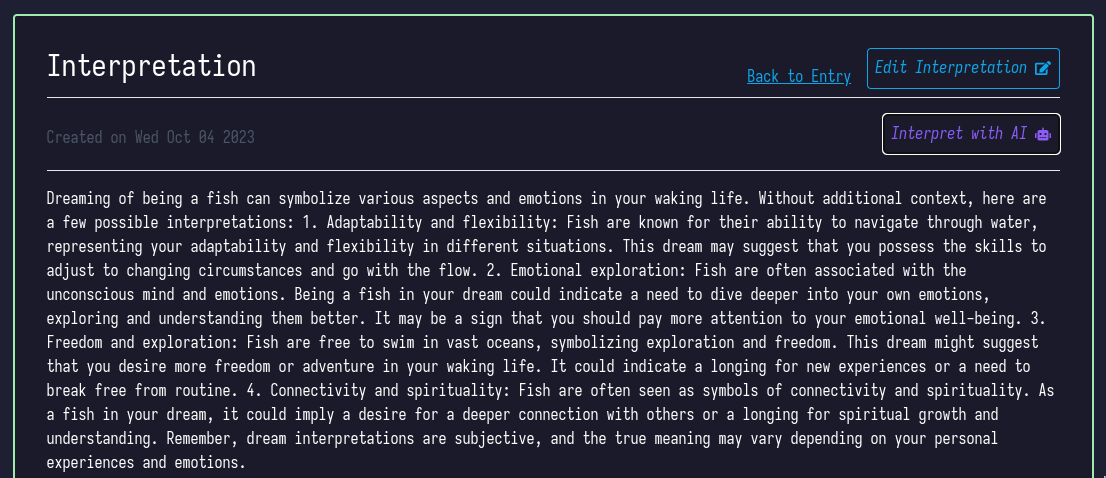 Interpretation
Back to Entry
Edit Interpretation
Created on Wed Oct 04 2023
Interpret with AI
Dreaming of being a fish can symbolize various aspects and emotions in your waking life. Without additional context, here are
a few possible interpretations: 1. Adaptability and flexibility: Fish are known for their ability to navigate through water,
representing your adaptability and flexibility in different situations. This dream may suggest that you possess the skills to
adjust to changing circumstances and go with the flow. 2. Emotional exploration: Fish are often associated with the
unconscious mind and emotions. Being a fish in your dream could indicate a need to dive deeper into your own emotions,
exploring and understanding them better. It may be a sign that you should pay more attention to your emotional well-being. 3.
Freedom and exploration: Fish are free to swim in vast oceans, symbolizing exploration and freedom. This dream might suggest
that you desire more freedom or adventure in your waking life. It could indicate a longing for new experiences or a need to
break free from routine. 4. Connectivity and spirituality: Fish are often seen as symbols of connectivity and spirituality. As
a fish in your dream, it could imply a desire for a deeper connection with others or a longing for spiritual growth and
understanding. Remember, dream interpretations are subjective, and the true meaning may vary depending on your personal
experiences and emotions.